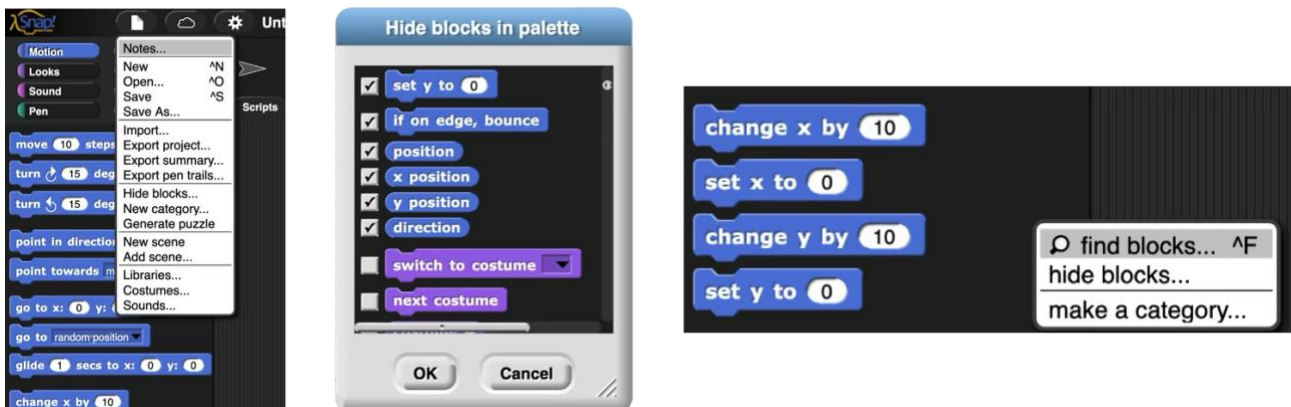 λSnap!
Unt
Motion
Looks
Sound
Pen
Scripts
Notes...
New ^N
Open... ^O
Save ^S
Save As...
Import...
Export project...
Export summary...
Export pen trails...
Hide blocks...
New category...
Generate puzzle
New scene
Add scene...
Libraries...
Costumes...
Sounds...
move 10 steps
turn 15 deg
turn 15 deg
point in direction
point towards m
go to x: 0 y:
go to random position
glide 1 secs to x: 0 y: 0
change x by 10
Hide blocks in palette
set y to 0
if on edge, bounce
position
x position
y position
direction
switch to costume
next costume
OK Cancel
change x by 10
set x to 0
change y by 10
set y to 0
find blocks... ^F
hide blocks...
make a category...